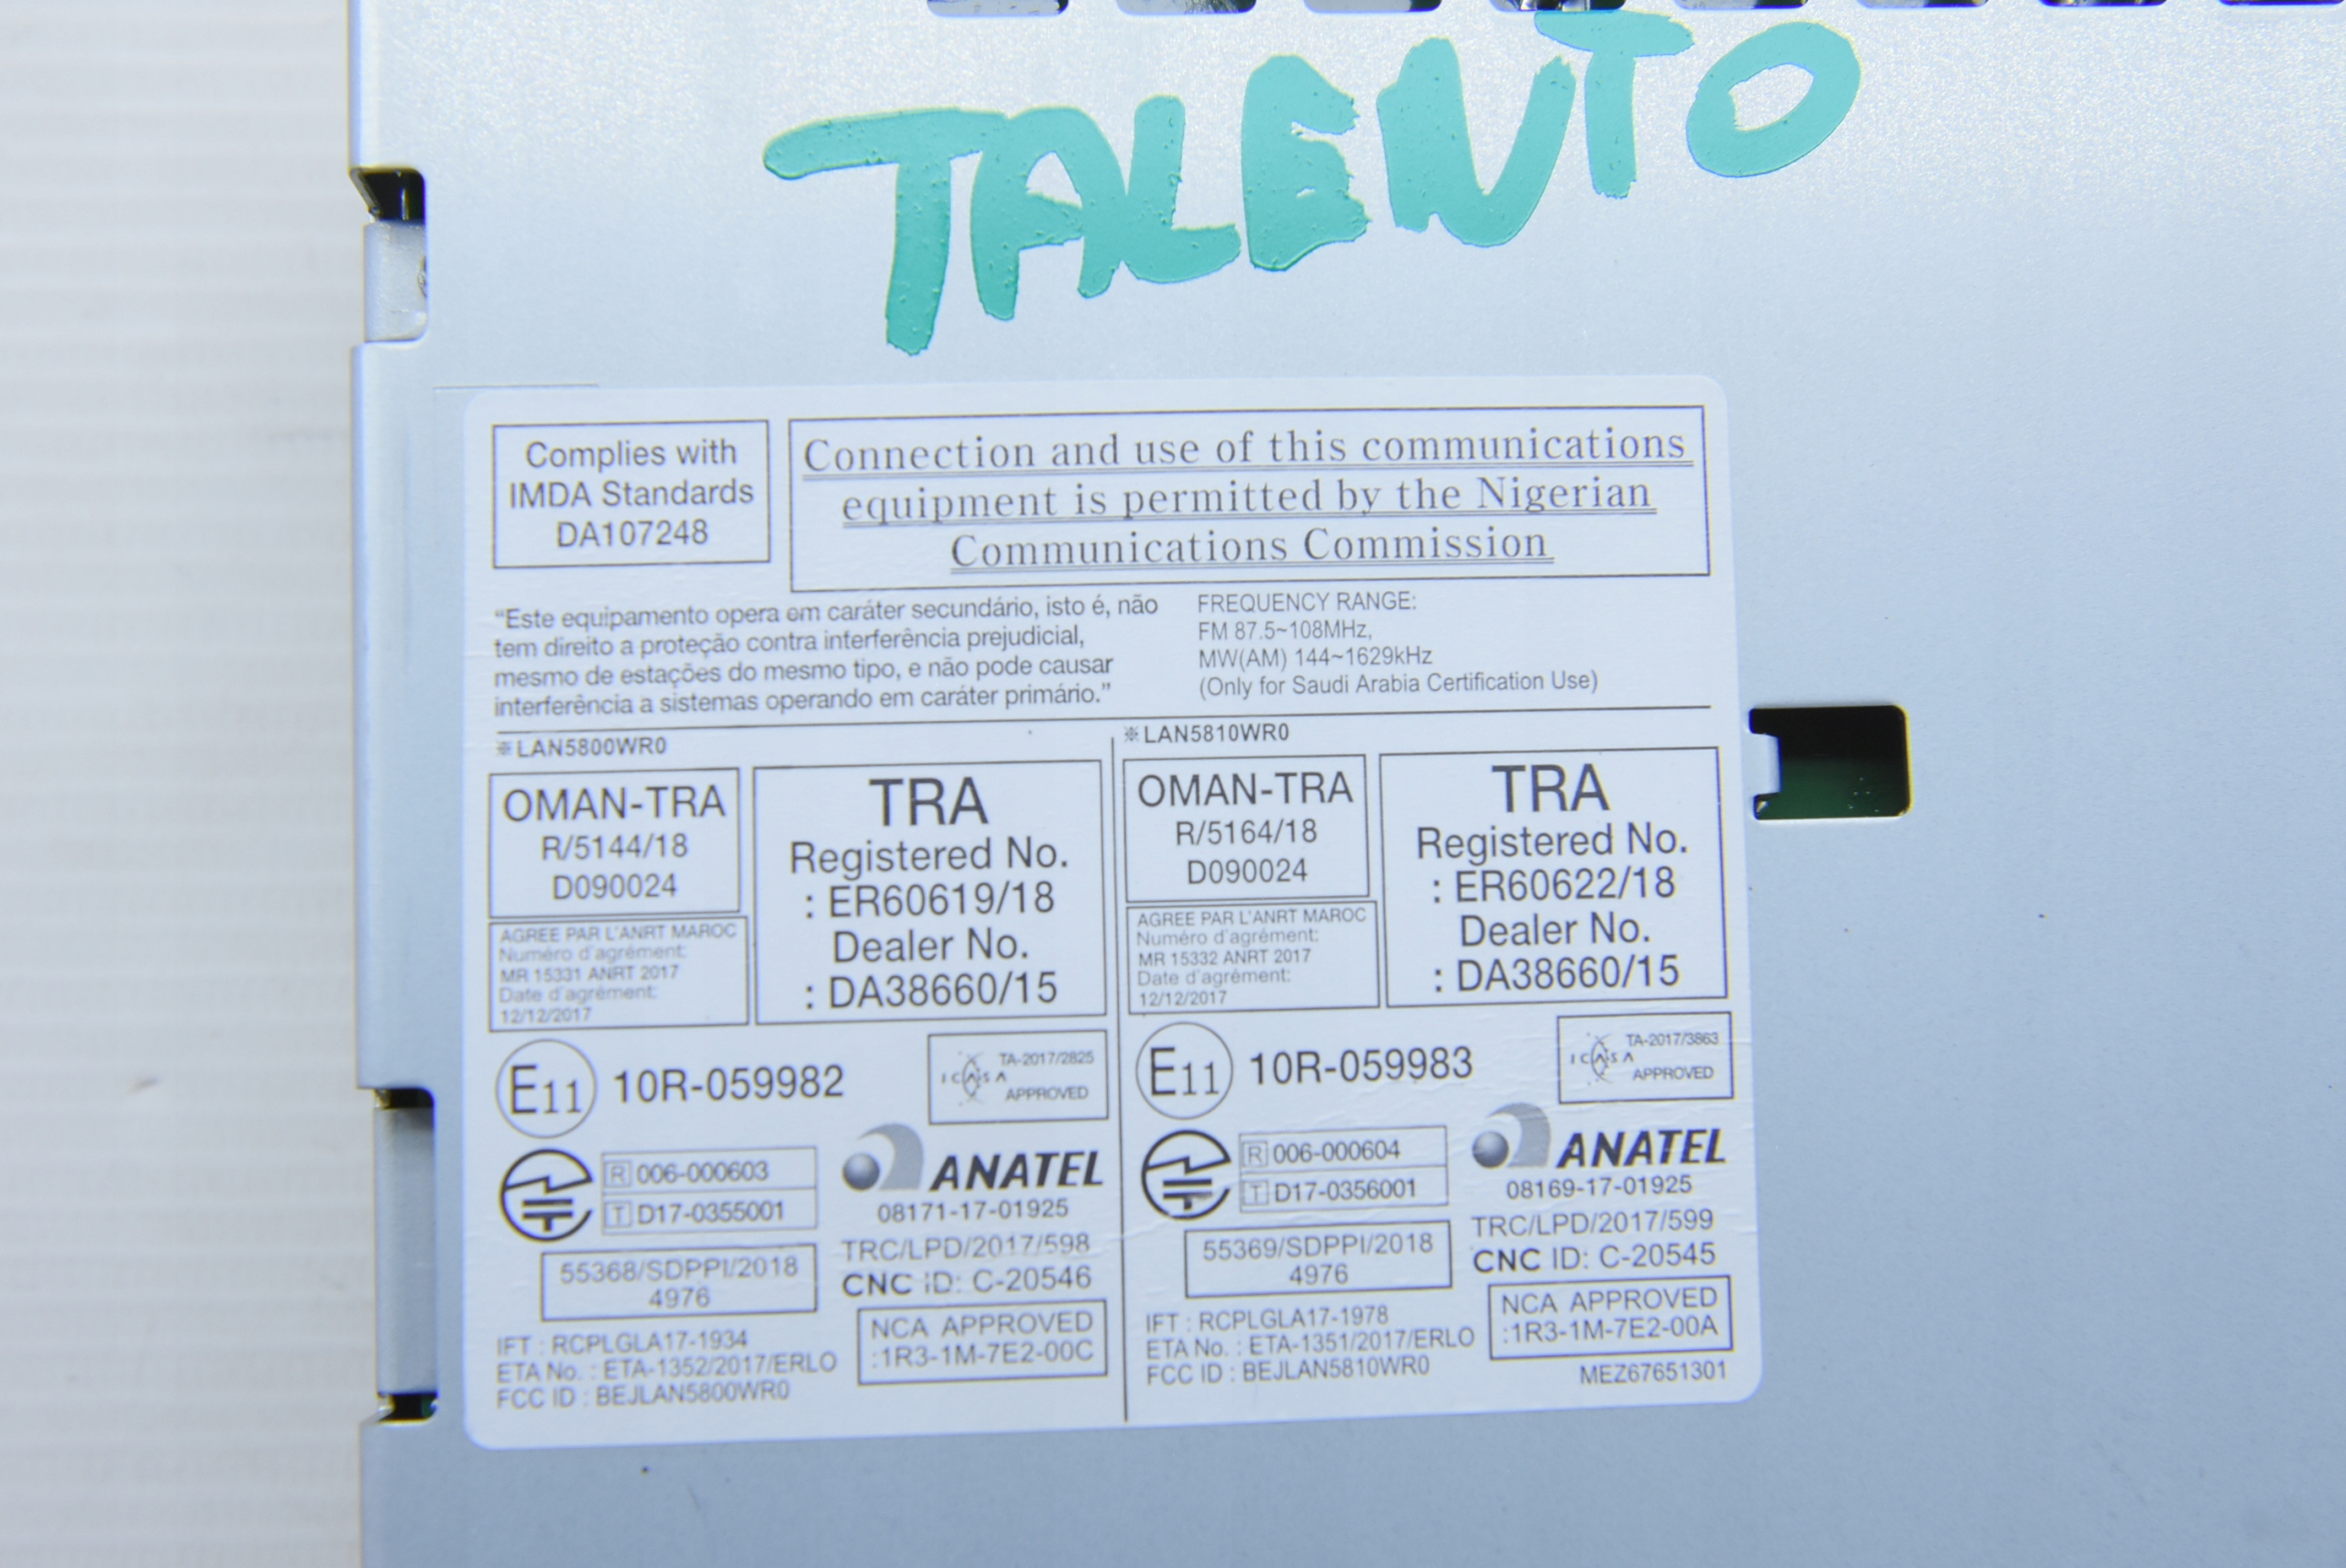 TALENTO
Complies with
IMDA Standards
DA107248
Connection and use of this communications
equipment is permitted by the Nigerian
Communications Commission
“Este equipamento opera em caráter secundário, isto é, não
tem direito a proteção contra interferência prejudicial,
mesmo de estações do mesmo tipo, e não pode causar
interferência a sistemas operando em caráter primário.”
FREQUENCY RANGE:
FM 87.5~108MHz,
MW(AM) 144~1629kHz
(Only for Saudi Arabia Certification Use)
※LAN5800WR0
OMAN-TRA
R/5144/18
D090024
TRA
Registered No.
: ER60619/18
Dealer No.
: DA38660/15
AGREE PAR L'ANRT MAROC
Numéro d'agrément:
MR 15331 ANRT 2017
Date d'agrément:
12/12/2017
E11 10R-059982
TA-2017/2825
ICASA
APPROVED
R 006-000603
T D17-0355001
ANATEL
08171-17-01925
55368/SDPPI/2018
4976
TRC/LPD/2017/598
CNC ID: C-20546
IFT : RCPLGLA17-1934
ETA No. : ETA-1352/2017/ERLO
FCC ID : BEJLAN5800WR0
NCA APPROVED
:1R3-1M-7E2-00C
※LAN5810WR0
OMAN-TRA
R/5164/18
D090024
TRA
Registered No.
: ER60622/18
Dealer No.
: DA38660/15
AGREE PAR L'ANRT MAROC
Numéro d'agrément:
MR 15332 ANRT 2017
Date d'agrément:
12/12/2017
E11 10R-059983
TA-2017/3863
ICASA
APPROVED
R 006-000604
T D17-0356001
ANATEL
08169-17-01925
55369/SDPPI/2018
4976
TRC/LPD/2017/599
CNC ID: C-20545
IFT : RCPLGLA17-1978
ETA No. : ETA-1351/2017/ERLO
FCC ID : BEJLAN5810WR0
NCA APPROVED
:1R3-1M-7E2-00A
MEZ67651301